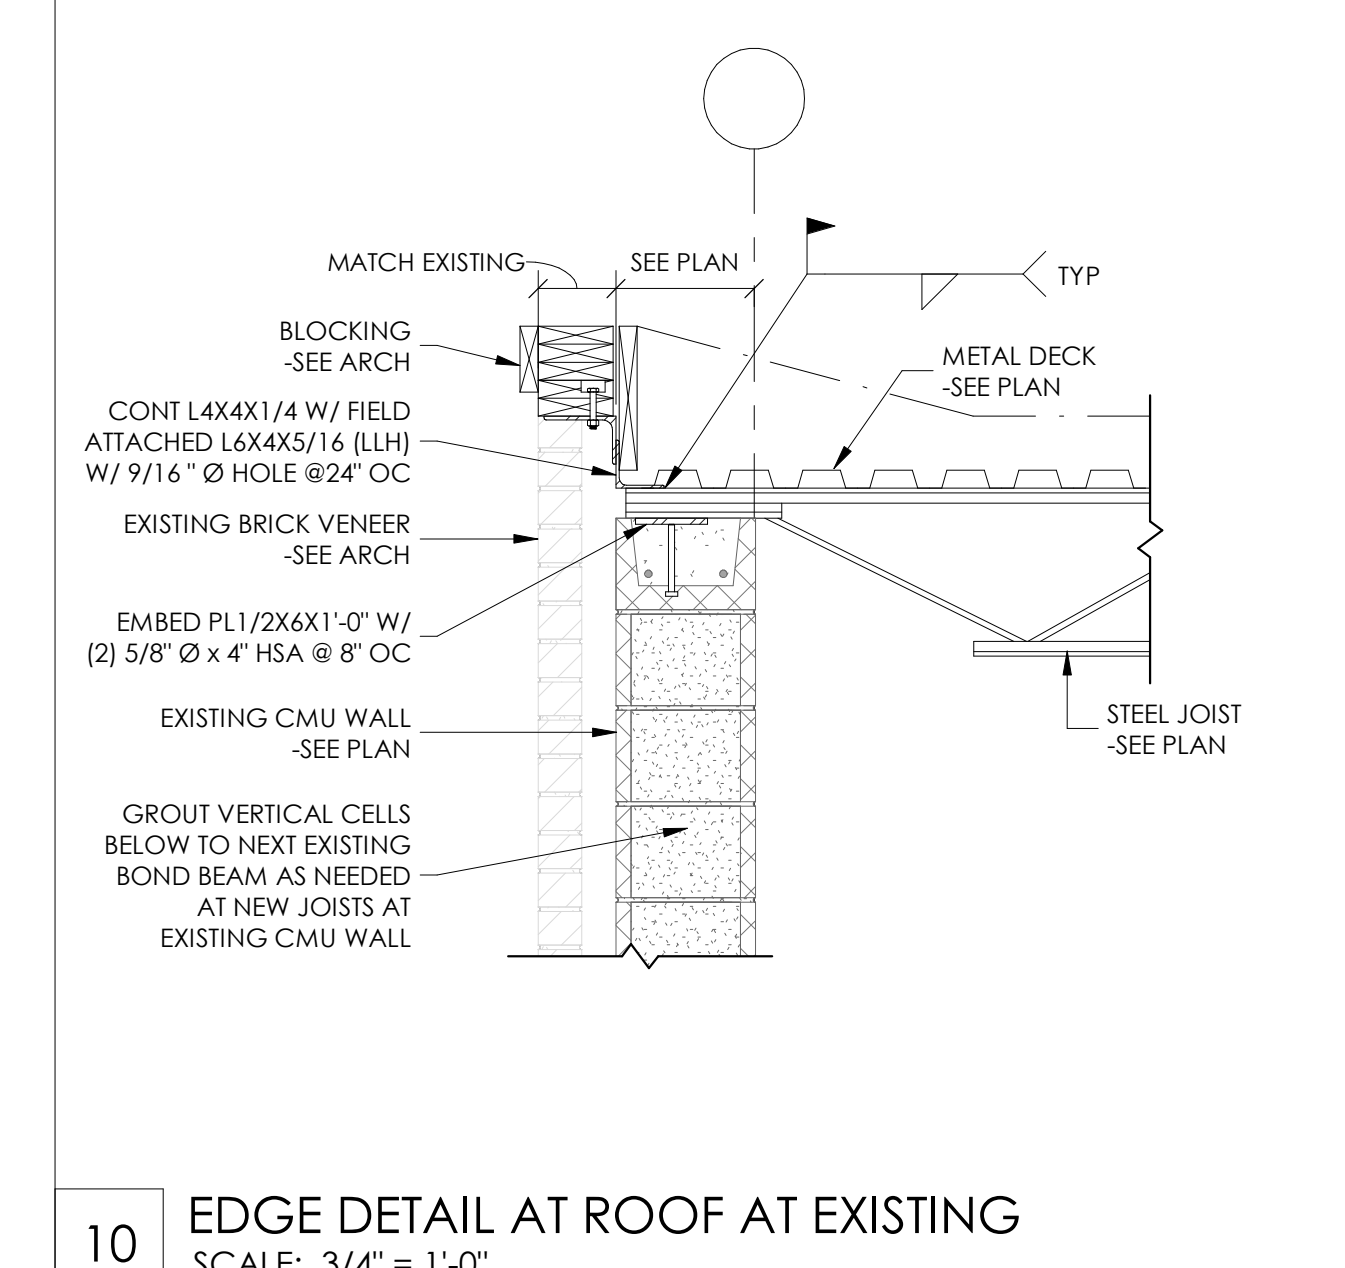 MATCH EXISTING
SEE PLAN
TYP
BLOCKING
-SEE ARCH
METAL DECK
-SEE PLAN
CONT L4X4X1/4 W/ FIELD
ATTACHED L6X4X5/16 (LLH)
W/ 9/16 " Ø HOLE @24" OC
EXISTING BRICK VENEER
-SEE ARCH
EMBED PL1/2X6X1'-0" W/
(2) 5/8" Ø x 4" HSA @ 8" OC
EXISTING CMU WALL
-SEE PLAN
STEEL JOIST
-SEE PLAN
GROUT VERTICAL CELLS
BELOW TO NEXT EXISTING
BOND BEAM AS NEEDED
AT NEW JOISTS AT
EXISTING CMU WALL
10
EDGE DETAIL AT ROOF AT EXISTING
SCALE: 3/4" = 1'-0"